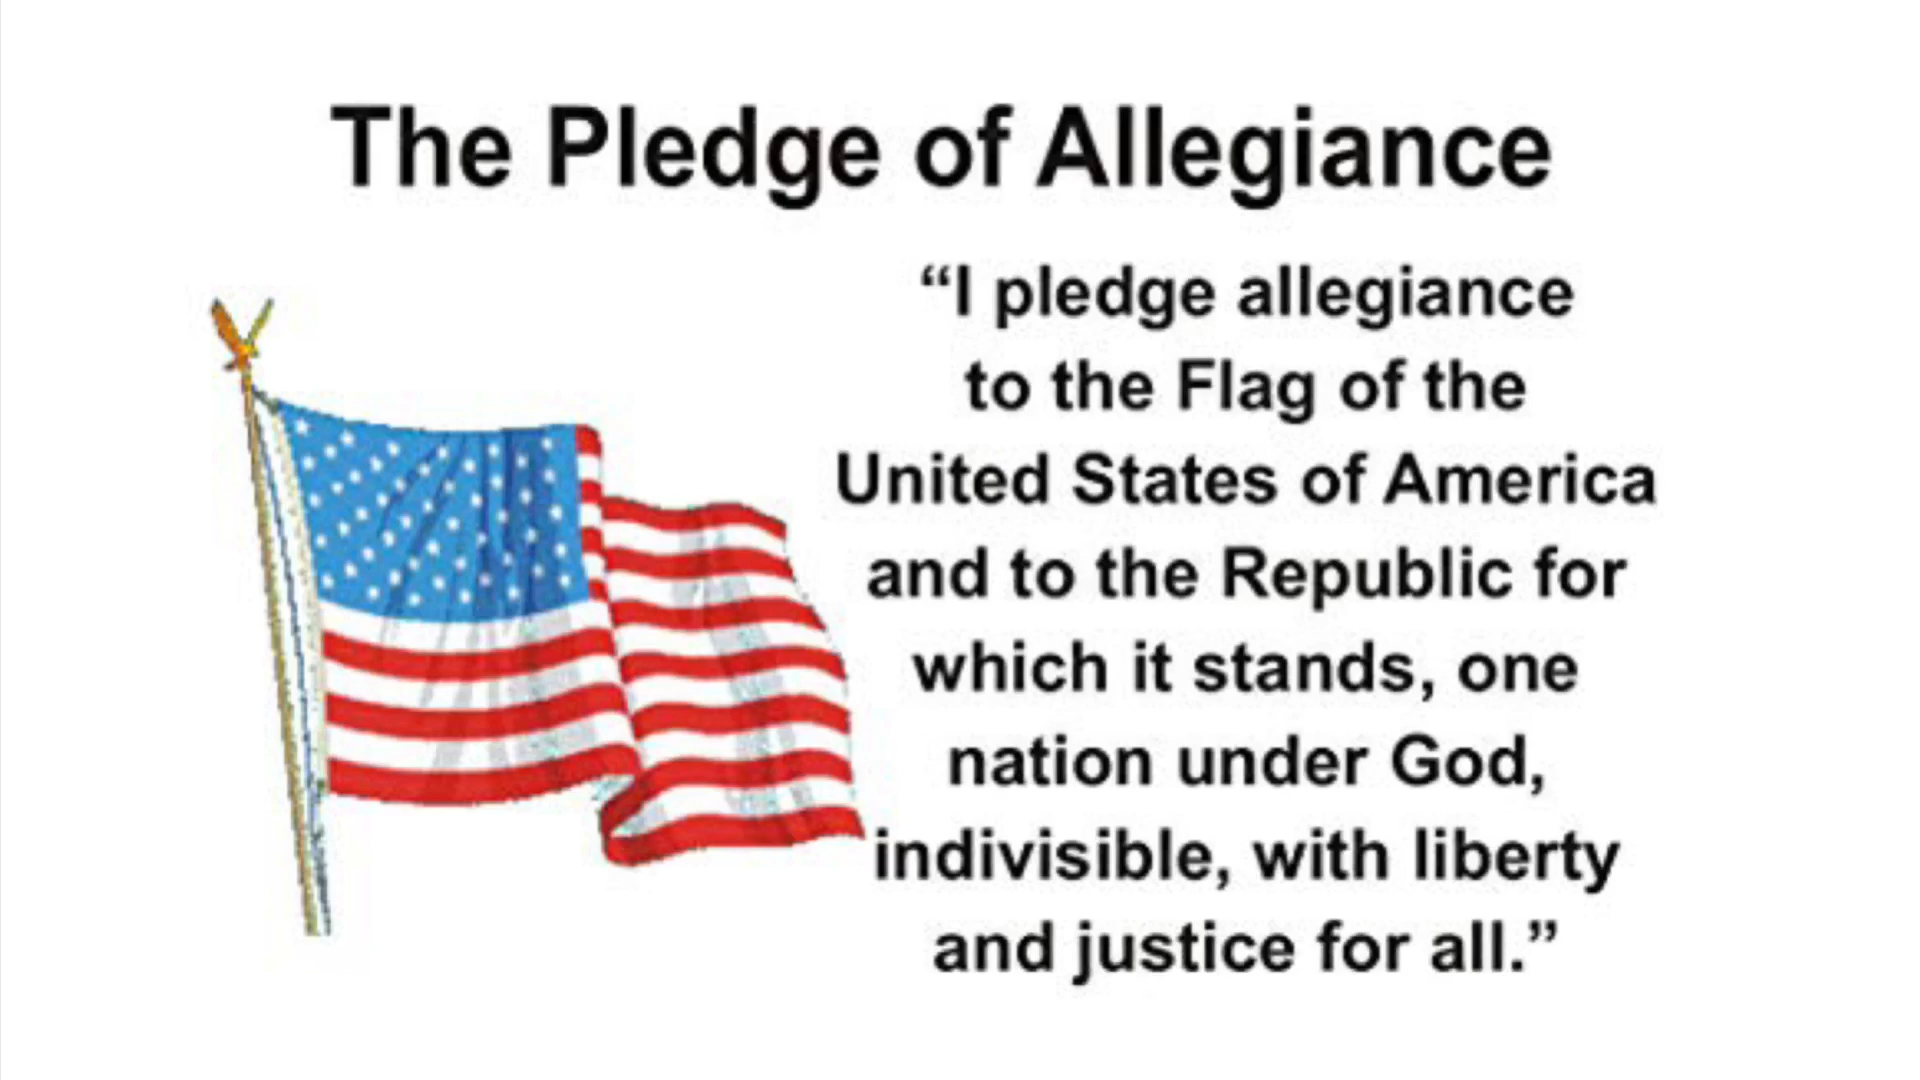 The Pledge of Allegiance
“I pledge allegiance
to the Flag of the
United States of America
and to the Republic for
which it stands, one
nation under God,
indivisible, with liberty
and justice for all.”